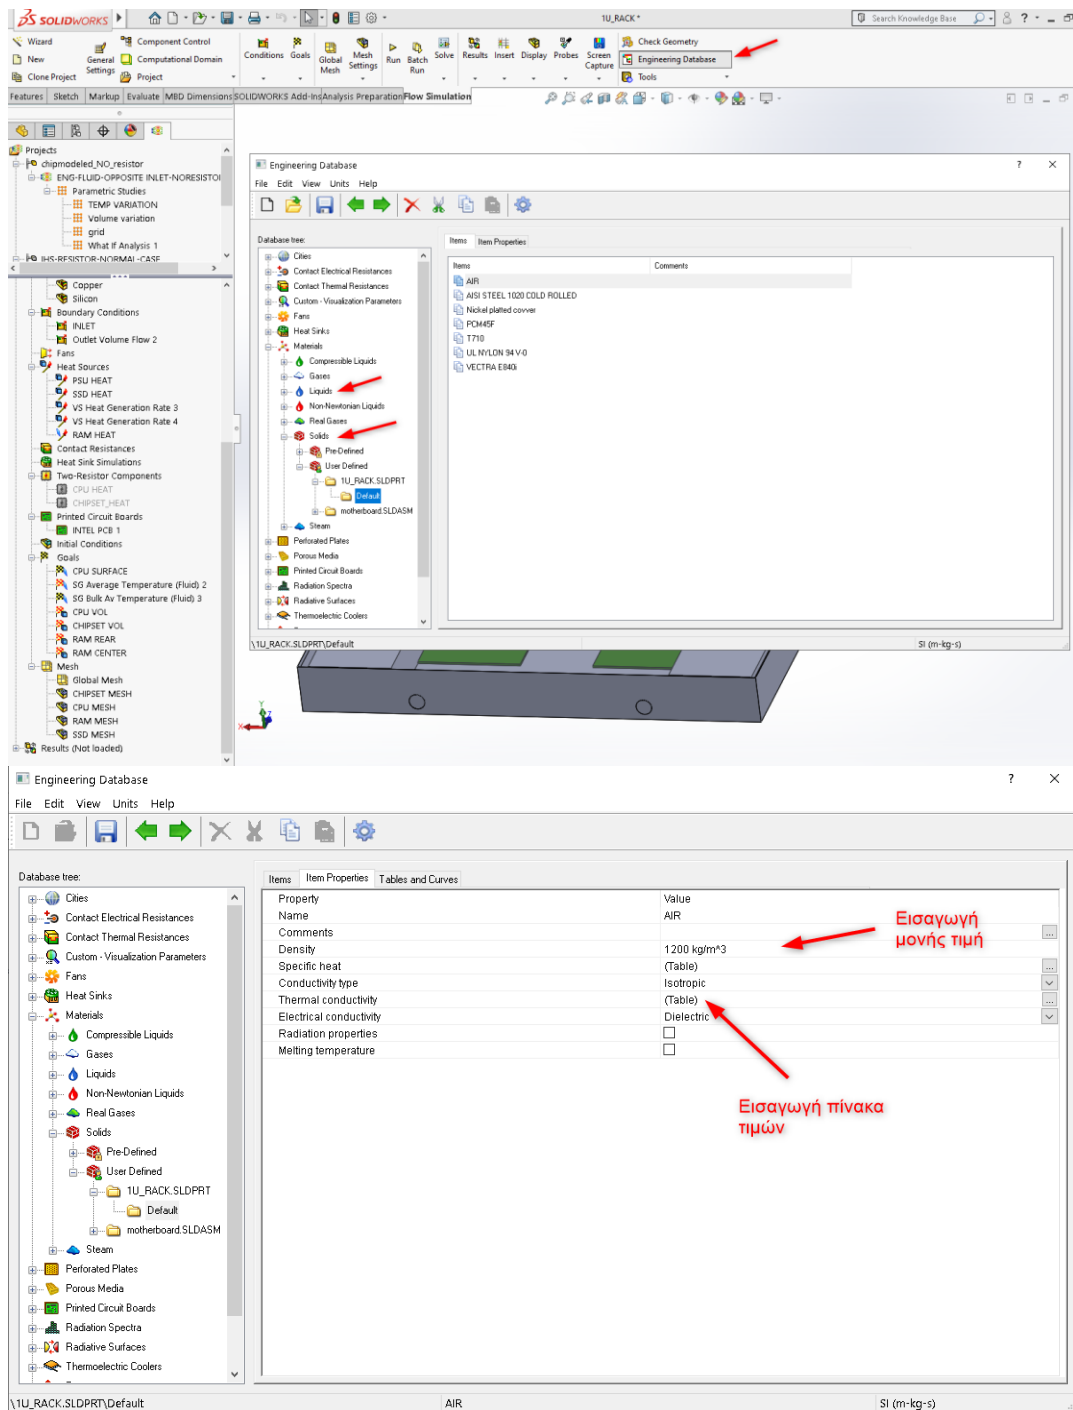 SOLIDWORKS
1U_RACK *
Search Knowledge Base
Wizard
New
Clone Project
General Settings
Component Control
Computational Domain
Project
Conditions
Goals
Global Mesh
Mesh Settings
Run
Batch Run
Solve
Results
Insert
Display
Probes
Screen Capture
Check Geometry
Engineering Database
Tools
Features
Sketch
Markup
Evaluate
MBD Dimensions
SOLIDWORKS Add-Ins
Analysis Preparation
Flow Simulation
Projects
chipmodeled_NO_resistor
ENG-FLUID-OPPOSITE INLET-NORESISTOI
Parametric Studies
TEMP VARIATION
Volume variation
grid
What If Analysis 1
IHS-RESISTOR-NORMAL-CASE
Copper
Silicon
Boundary Conditions
INLET
Outlet Volume Flow 2
Fans
Heat Sources
PSU HEAT
SSD HEAT
VS Heat Generation Rate 3
VS Heat Generation Rate 4
RAM HEAT
Contact Resistances
Heat Sink Simulations
Two-Resistor Components
CPU HEAT
CHIPSET_HEAT
Printed Circuit Boards
INTEL PCB 1
Initial Conditions
Goals
CPU SURFACE
SG Average Temperature (Fluid) 2
SG Bulk Av Temperature (Fluid) 3
CPU VOL
CHIPSET VOL
RAM REAR
RAM CENTER
Mesh
Global Mesh
CHIPSET MESH
CPU MESH
RAM MESH
SSD MESH
Results (Not loaded)
Engineering Database
? ×
File Edit View Units Help
Database tree:
Cities
Contact Electrical Resistances
Contact Thermal Resistances
Custom - Visualization Parameters
Fans
Heat Sinks
Materials
Compressible Liquids
Gases
Liquids
Non-Newtonian Liquids
Real Gases
Solids
Pre-Defined
User Defined
1U_RACK.SLDPRT
Default
motherboard.SLDASM
Steam
Perforated Plates
Porous Media
Printed Circuit Boards
Radiation Spectra
Radiative Surfaces
Thermoelectric Coolers
Items Item Properties
Items Comments
AIR
AISI STEEL 1020 COLD ROLLED
Nickel platted covver
PCM45F
T710
UL NYLON 94 V-0
VECTRA E840i
\1U_RACK.SLDPRT\Default
SI (m-kg-s)
Y
X
Z
Engineering Database
? ×
File Edit View Units Help
Database tree:
Cities
Contact Electrical Resistances
Contact Thermal Resistances
Custom - Visualization Parameters
Fans
Heat Sinks
Materials
Compressible Liquids
Gases
Liquids
Non-Newtonian Liquids
Real Gases
Solids
Pre-Defined
User Defined
1U_RACK.SLDPRT
Default
motherboard.SLDASM
Steam
Perforated Plates
Porous Media
Printed Circuit Boards
Radiation Spectra
Radiative Surfaces
Thermoelectric Coolers
Items Item Properties Tables and Curves
Property Value
Name AIR
Comments
Density 1200 kg/m^3
Specific heat (Table)
Conductivity type Isotropic
Thermal conductivity (Table)
Electrical conductivity Dielectric
Radiation properties
Melting temperature
Εισαγωγή
μονής τιμή
Εισαγωγή πίνακα
τιμών
\1U_RACK.SLDPRT\Default
AIR
SI (m-kg-s)